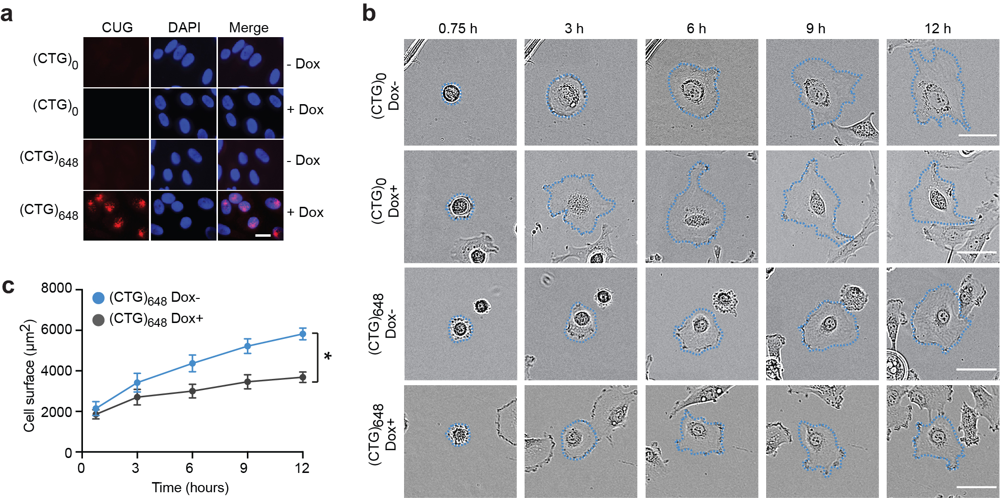 a
CUG DAPI Merge
(CTG)0 - Dox
(CTG)0 + Dox
(CTG)648 - Dox
(CTG)648 + Dox
b
0.75 h 3 h 6 h 9 h 12 h
(CTG)0
Dox-
(CTG)0
Dox+
(CTG)648
Dox-
(CTG)648
Dox+
c
(CTG)648 Dox-
(CTG)648 Dox+
Cell surface (μm2)
8000
6000
4000
2000
0
*
0 3 6 9 12
Time (hours)